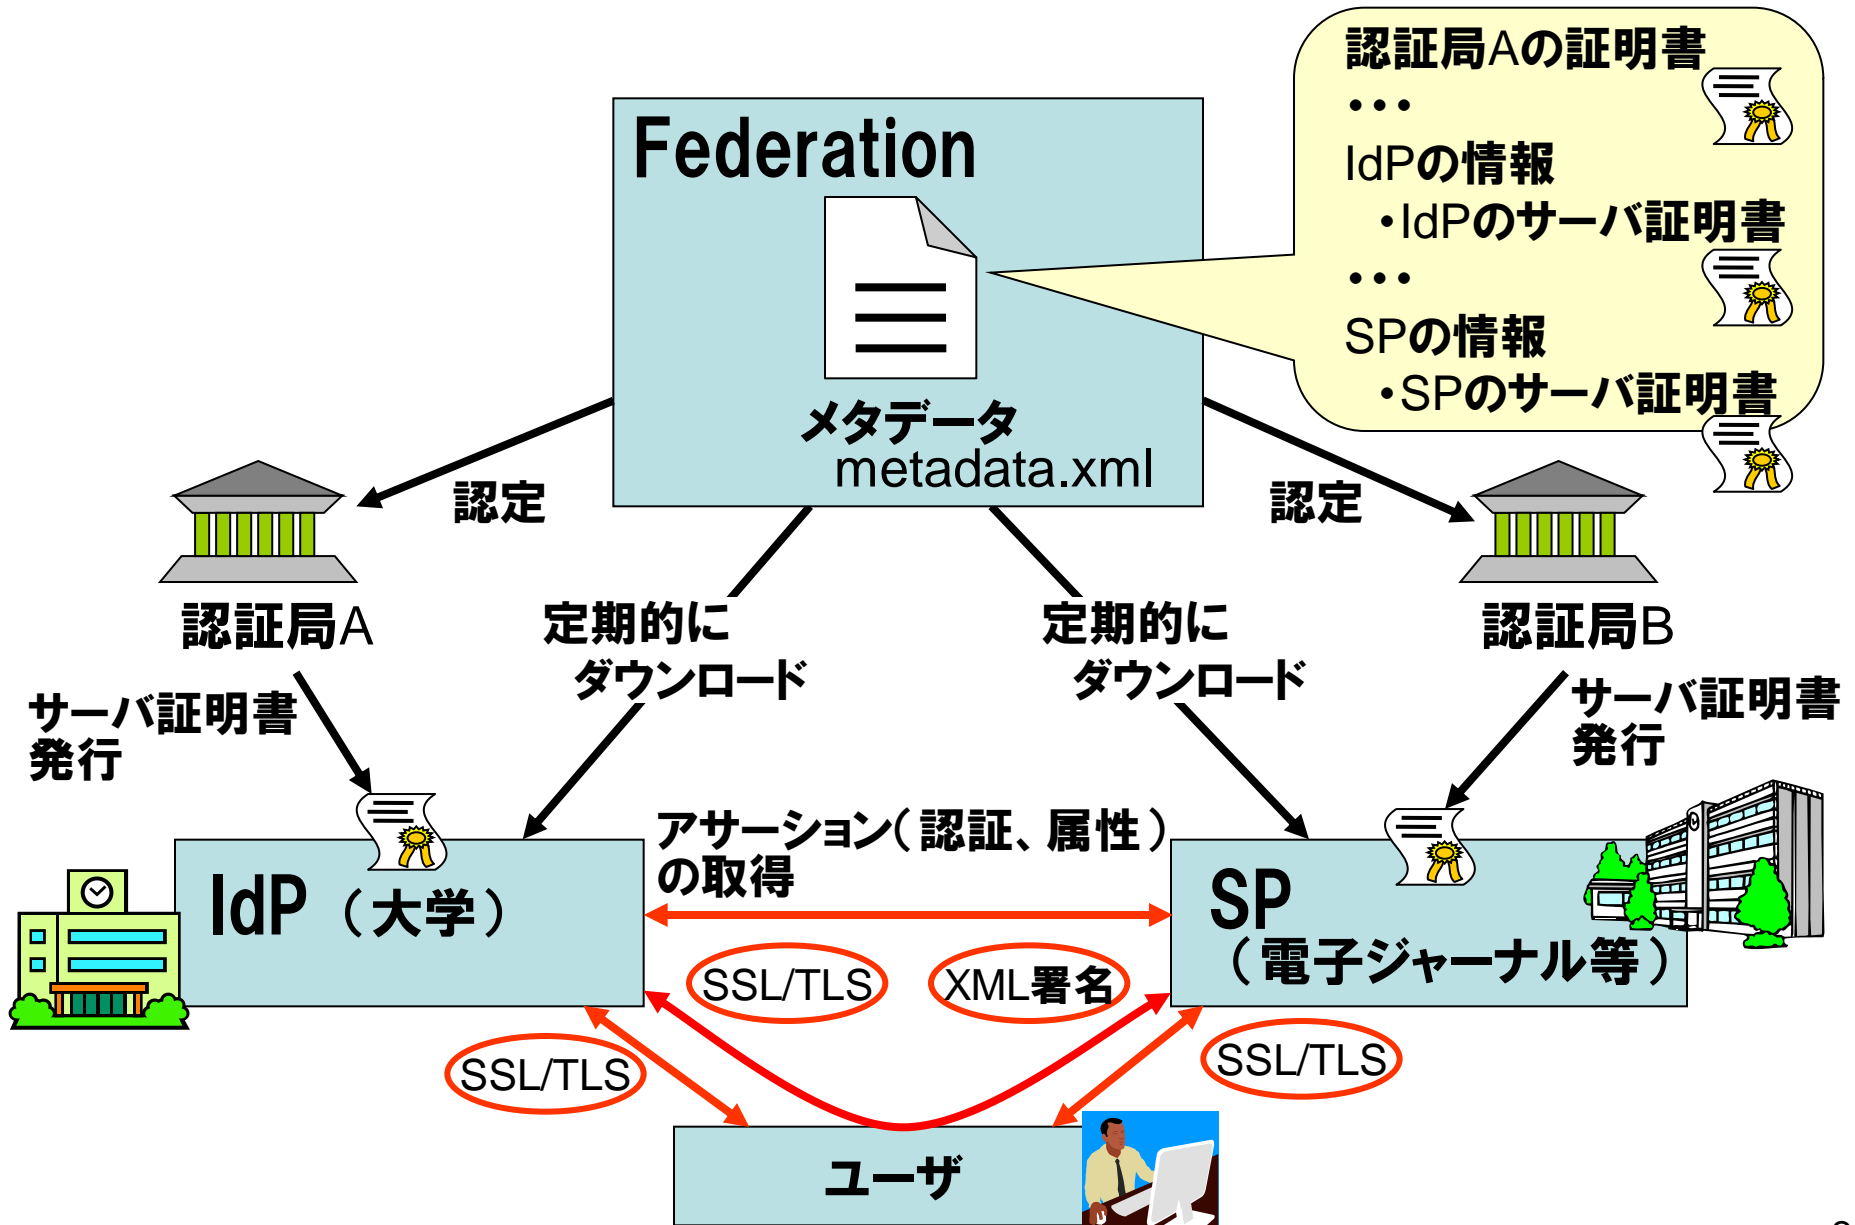 認証局Aの証明書
・・・
IdPの情報
・IdPのサーバ証明書
・・・
SPの情報
・SPのサーバ証明書
Federation
メタデータ
metadata.xml
認定
認定
認証局A
認証局B
定期的に
ダウンロード
定期的に
ダウンロード
サーバ証明書
発行
サーバ証明書
発行
アサーション（認証、属性）
の取得
IdP（大学）
SP
（電子ジャーナル等）
SSL/TLS
XML署名
SSL/TLS
SSL/TLS
ユーザ